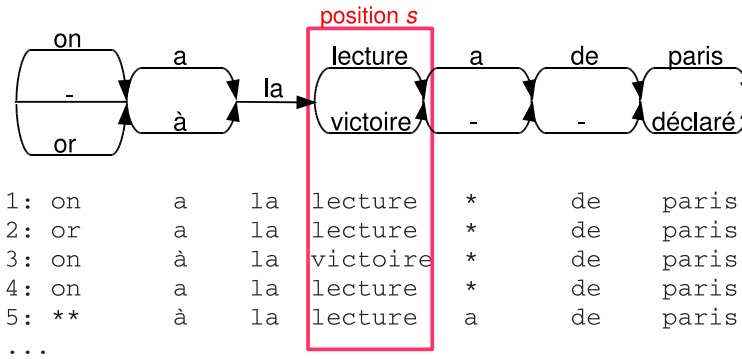 position s
on a lecture a de paris
- la
or à victoire - - déclaré
1: on a la lecture * de paris
2: or a la lecture * de paris
3: on à la victoire * de paris
4: on a la lecture * de paris
5: ** à la lecture a de paris
...